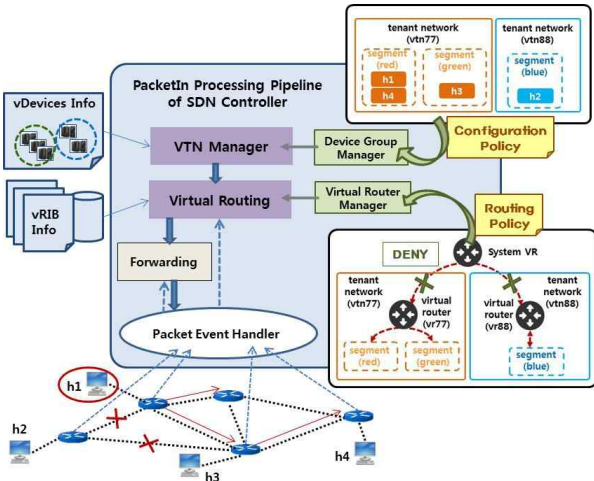 tenant network
(vtn77)
tenant network
(vtn88)
segment
(red)
h1
h4
segment
(green)
h3
segment
(blue)
h2
PacketIn Processing Pipeline
of SDN Controller
vDevices Info
VTN Manager
Device Group
Manager
Configuration
Policy
Virtual Routing
Virtual Router
Manager
Routing
Policy
vRIB
Info
Forwarding
Packet Event Handler
DENY
System VR
tenant
network
(vtn77)
virtual
router
(vr77)
virtual
router
(vr88)
tenant
network
(vtn88)
segment
(red)
segment
(green)
segment
(blue)
h1
h2
h3
h4